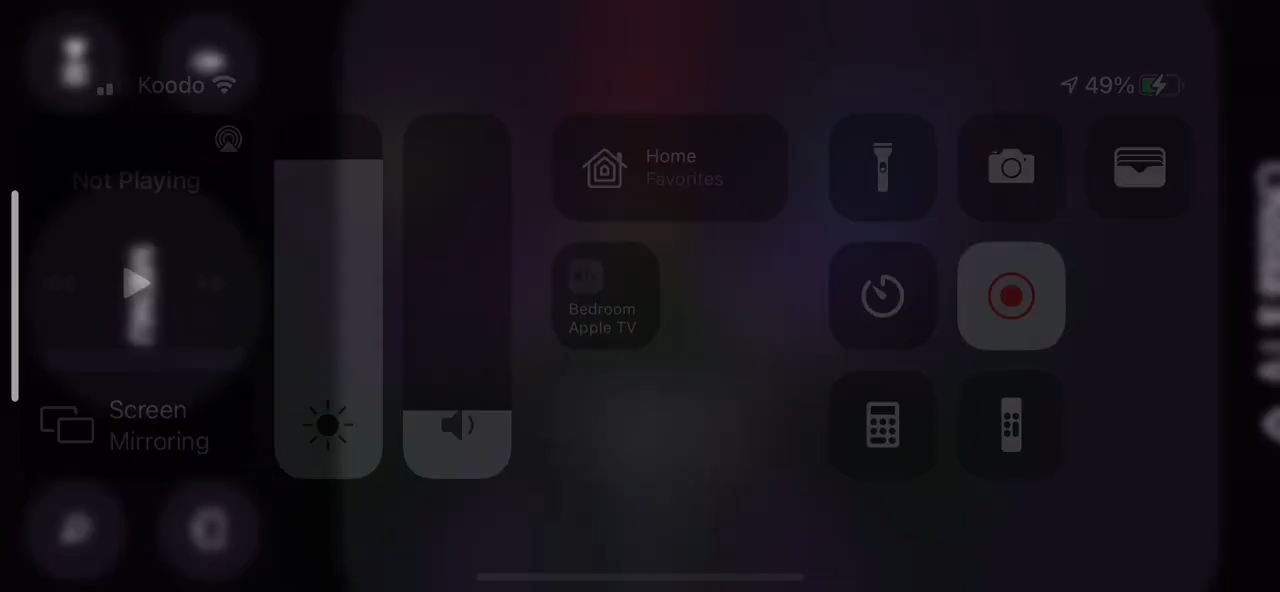 Koodo
49%
Not Playing
Home
Favorites
Bedroom
Apple TV
Screen
Mirroring